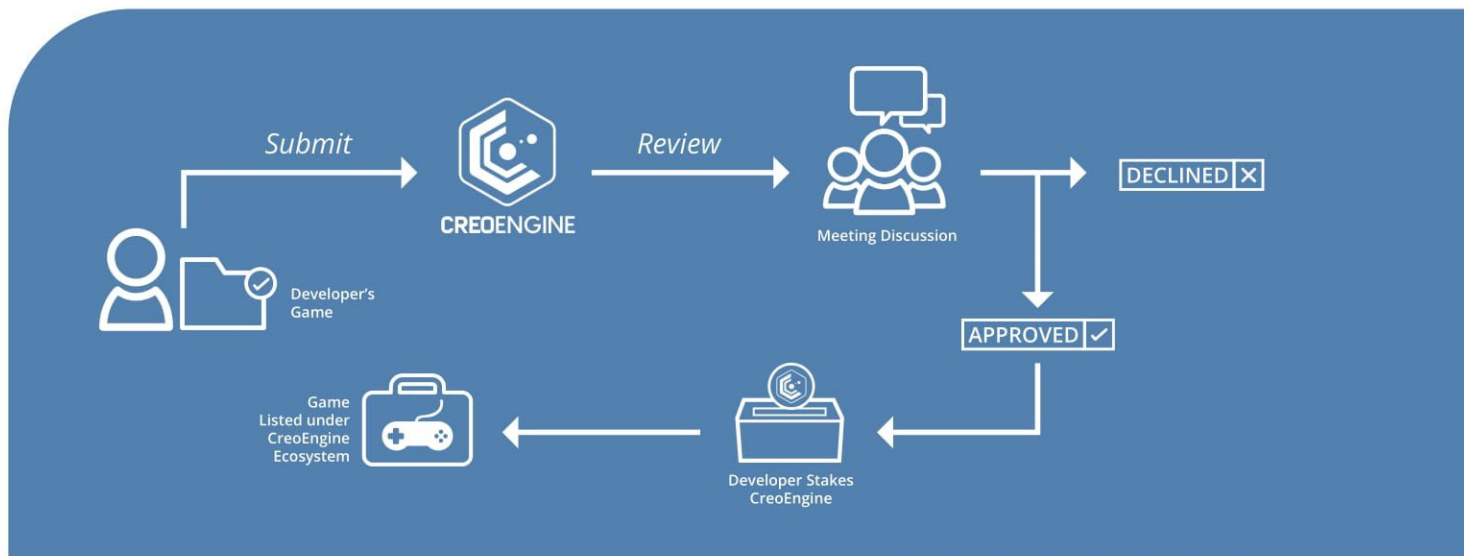 Submit
Review
CREOENGINE
Meeting Discussion
DECLINED
Developer's
Game
APPROVED
Game
Listed under
CreoEngine
Ecosystem
Developer Stakes
CreoEngine